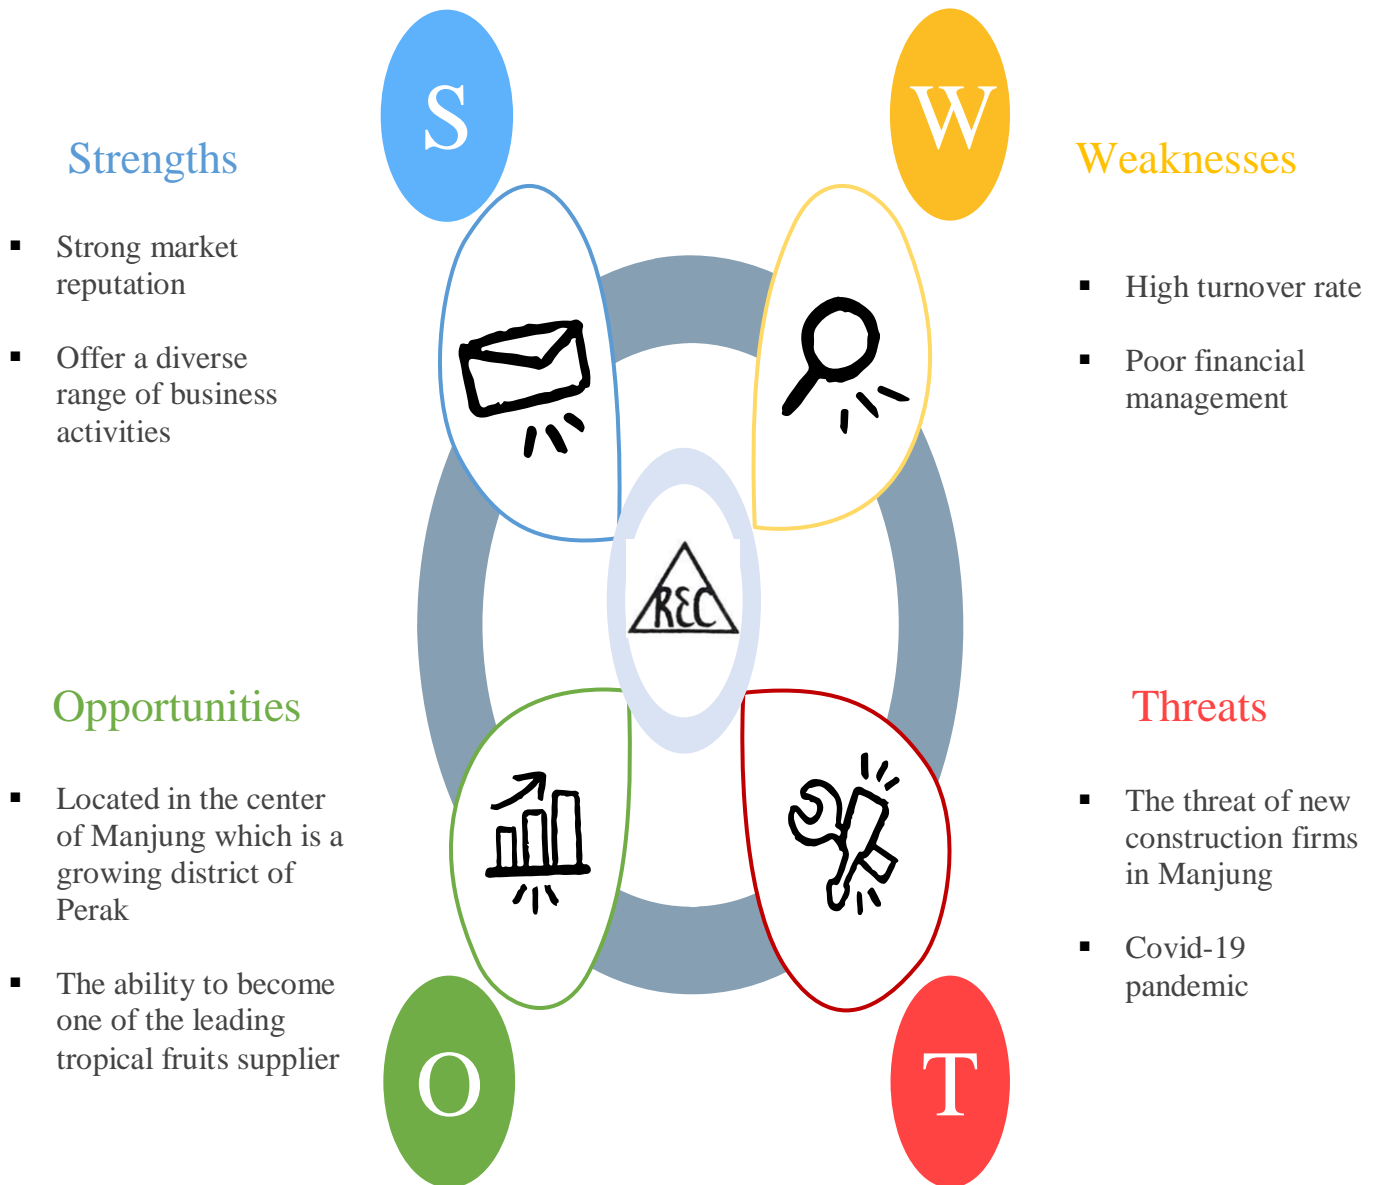 S
W
Strengths
▪ Strong market
reputation
▪ Offer a diverse
range of business
activities
Weaknesses
▪ High turnover rate
▪ Poor financial
management
REC
Opportunities
▪ Located in the center
of Manjung which is a
growing district of
Perak
▪ The ability to become
one of the leading
tropical fruits supplier
Threats
▪ The threat of new
construction firms
in Manjung
▪ Covid-19
pandemic
O
T